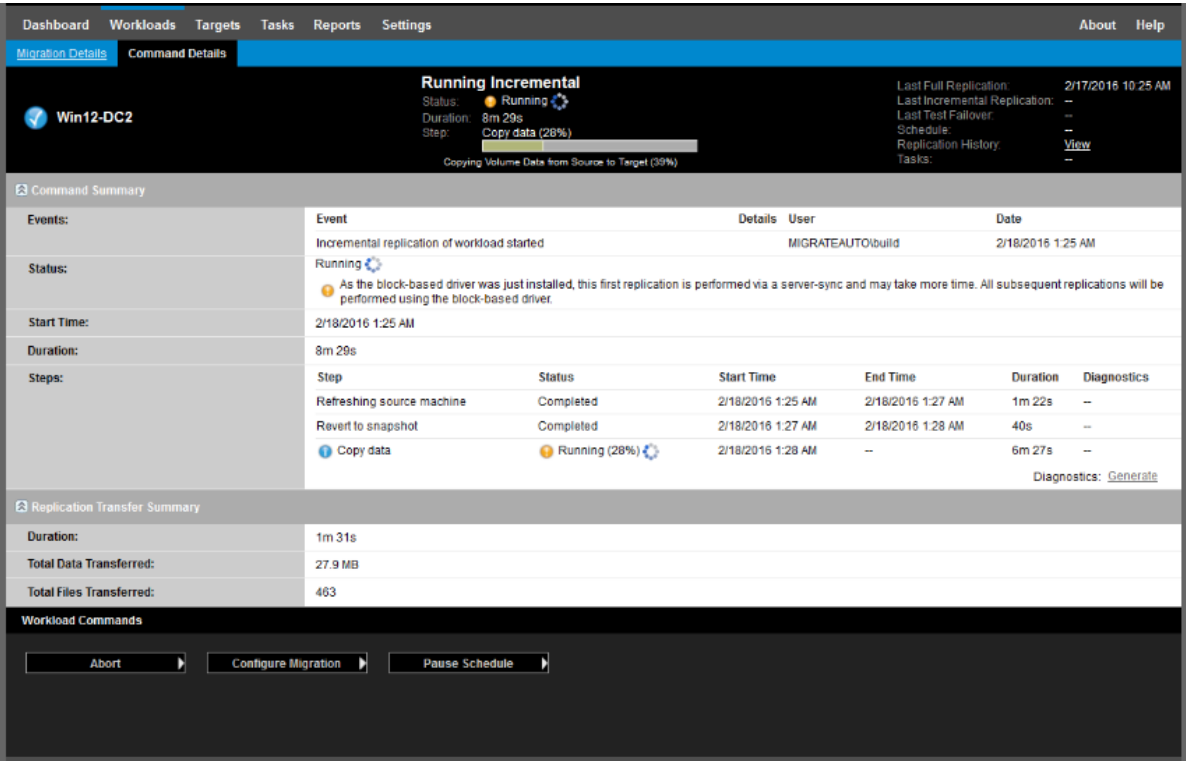 Dashboard Workloads Targets Tasks Reports Settings About Help
Migration Details Command Details
Win12-DC2
Running Incremental
Status: Running
Duration: 8m 29s
Step: Copy data (28%)
Copying Volume Data from Source to Target (39%)
Last Full Replication: 2/17/2016 10:25 AM
Last Incremental Replication: --
Last Test Failover: --
Schedule: --
Replication History: View
Tasks: --
Command Summary
Events:
Event Details User Date
Incremental replication of workload started MIGRATEAUTO\build 2/18/2016 1:25 AM
Status:
Running
As the block-based driver was just installed, this first replication is performed via a server-sync and may take more time. All subsequent replications will be
performed using the block-based driver.
Start Time: 2/18/2016 1:25 AM
Duration: 8m 29s
Steps:
Step Status Start Time End Time Duration Diagnostics
Refreshing source machine Completed 2/18/2016 1:25 AM 2/18/2016 1:27 AM 1m 22s --
Revert to snapshot Completed 2/18/2016 1:27 AM 2/18/2016 1:28 AM 40s --
Copy data Running (28%) 2/18/2016 1:28 AM -- 6m 27s --
Diagnostics: Generate
Replication Transfer Summary
Duration: 1m 31s
Total Data Transferred: 27.9 MB
Total Files Transferred: 463
Workload Commands
Abort Configure Migration Pause Schedule